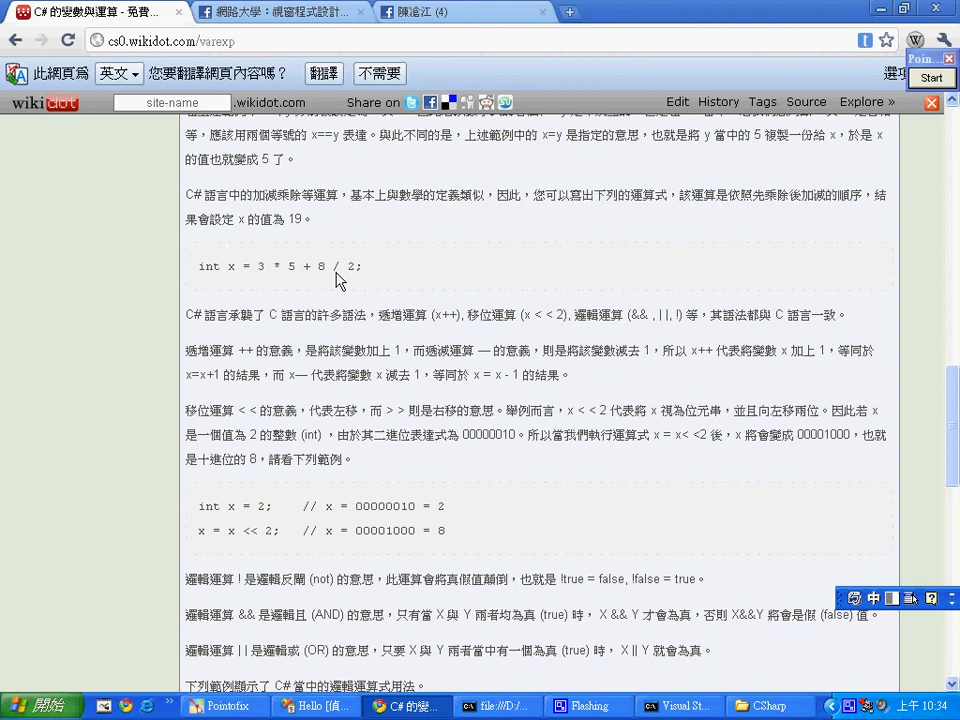 C# 的變數與運算 - 免費...
網路大學：視窗程式設計...
陳滄江 (4)
cs0.wikidot.com/varexp
此網頁為 英文 您要翻譯網頁內容嗎？ 翻譯 不需要
Start
wikidot site-name .wikidot.com Share on Edit History Tags Source Explore »
等，應該用兩個等號的 x==y 表達。與此不同的是，上述範例中的 x=y 是指定的意思，也就是將 y 當中的 5 複製一份給 x，於是 x
的值也就變成 5 了。
C# 語言中的加減乘除等運算，基本上與數學的定義類似，因此，您可以寫出下列的運算式，該運算是依照先乘除後加減的順序，結
果會設定 x 的值為 19。
int x = 3 * 5 + 8 / 2;
C# 語言承襲了 C 語言的許多語法，遞增運算 (x++), 移位運算 (x < < 2), 邏輯運算 (&& , | |, !) 等，其語法都與 C 語言一致。
遞增運算 ++ 的意義，是將該變數加上 1，而遞減運算 — 的意義，則是將該變數減去 1，所以 x++ 代表將變數 x 加上 1，等同於
x=x+1 的結果，而 x— 代表將變數 x 減去 1，等同於 x = x - 1 的結果。
移位運算 < < 的意義，代表左移，而 > > 則是右移的意思。舉例而言，x < < 2 代表將 x 視為位元串，並且向左移兩位。因此若 x
是一個值為 2 的整數 (int) ，由於其二進位表達式為 00000010。所以當我們執行運算式 x = x< <2 後，x 將會變成 00001000，也就
是十進位的 8，請看下列範例。
int x = 2; // x = 00000010 = 2
x = x << 2; // x = 00001000 = 8
邏輯運算 ! 是邏輯反閘 (not) 的意思，此運算會將真假值顛倒，也就是 !true = false, !false = true。
邏輯運算 && 是邏輯且 (AND) 的意思，只有當 X 與 Y 兩者均為真 (true) 時， X && Y 才會為真，否則 X&&Y 將會是假 (false) 值。
邏輯運算 | | 是邏輯或 (OR) 的意思，只要 X 與 Y 兩者當中有一個為真 (true) 時， X || Y 就會為真。
下列範例顯示了 C# 當中的邏輯運算式用法。
中
開始 Pointofix Hello [偵... C# 的變... file:///D:/... Flashing Visual St... CSharp 上午 10:34